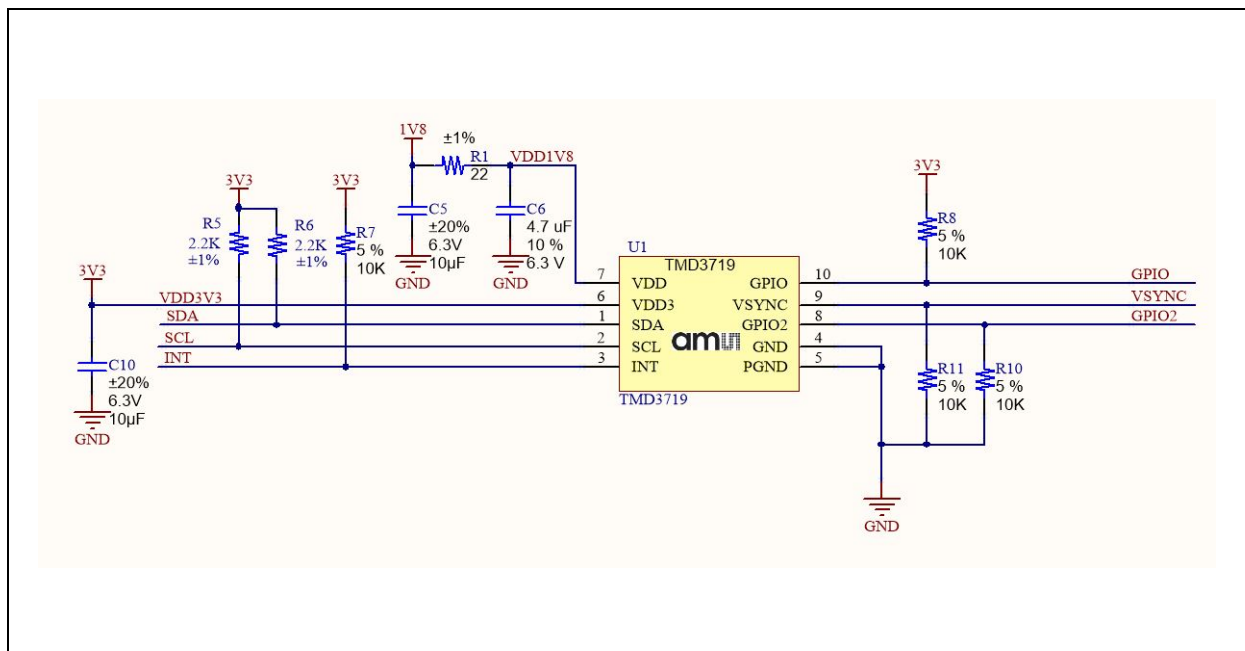 1V8
±1%
R1
22
VDD1V8
3V3
3V3
3V3
R5
2.2K
±1%
R6
2.2K
±1%
R7
5 %
10K
C5
±20%
6.3V
10µF
GND
C6
4.7 uF
10 %
6.3 V
GND
R8
5 %
10K
3V3
C10
±20%
6.3V
10µF
GND
VDD3V3
SDA
SCL
INT
U1
TMD3719
7 VDD
6 VDD3
1 SDA
2 SCL
3 INT
am
GPIO 10
VSYNC 9
GPIO2 8
GND 4
PGND 5
TMD3719
GPIO
VSYNC
GPIO2
R11
5 %
10K
R10
5 %
10K
GND